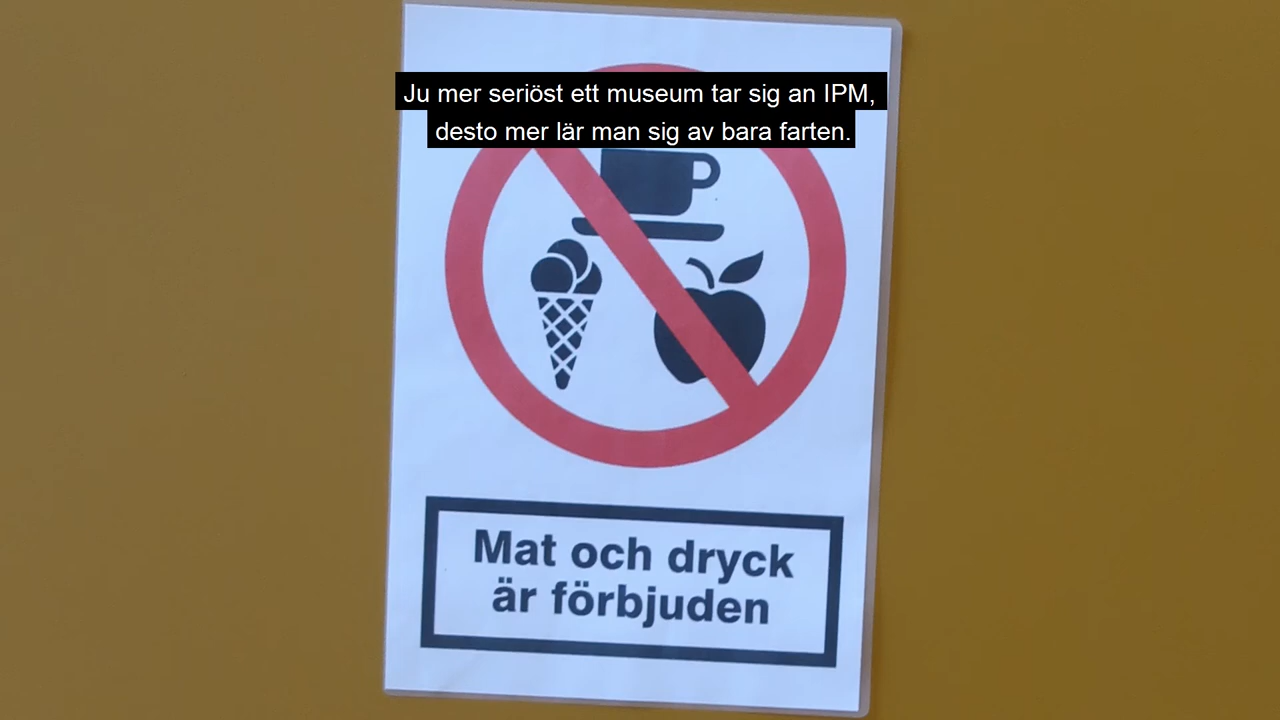 Ju mer seriöst ett museum tar sig an IPM,
desto mer lär man sig av bara farten.
Mat och dryck
är förbjuden